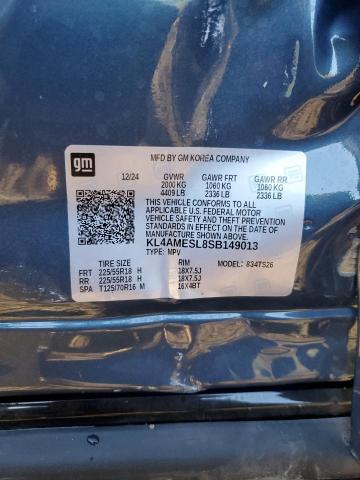 gm
MFD BY GM KOREA COMPANY
12/24 GVWR GAWR FRT GAWR RR
2000 KG 1060 KG 1060 KG
4409 LB 2336 LB 2336 LB
THIS VEHICLE CONFORMS TO ALL
APPLICABLE U.S. FEDERAL MOTOR
VEHICLE SAFETY AND THEFT PREVENTION
STANDARDS IN EFFECT ON THE DATE OF
MANUFACTURE SHOWN ABOVE.
KL4AMESL8SB149013
TYPE: MPV MODEL: 834TS26
TIRE SIZE RIM
FRT 225/55R18 H 18X7.5J
RR 225/55R18 H 18X7.5J
SPA T125/70R16 M 16X4BT